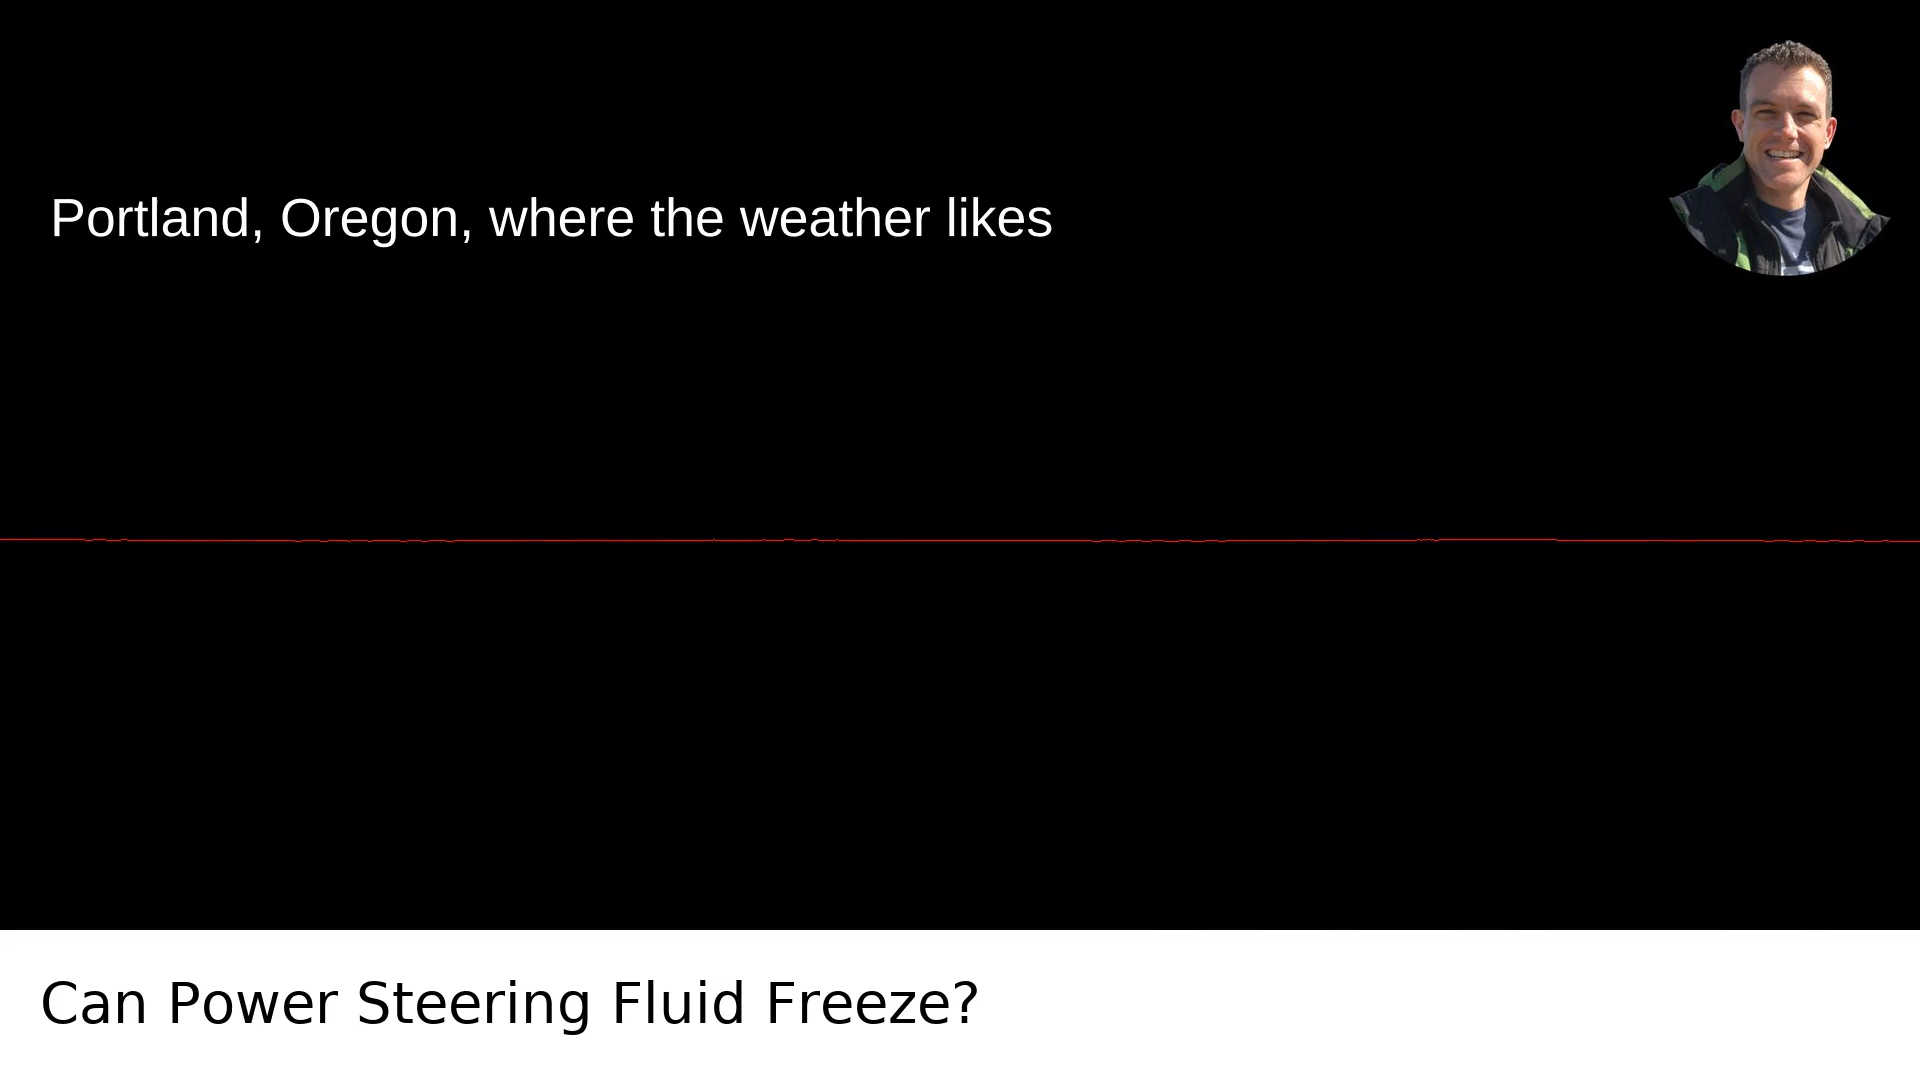 Portland, Oregon, where the weather likes
Can Power Steering Fluid Freeze?